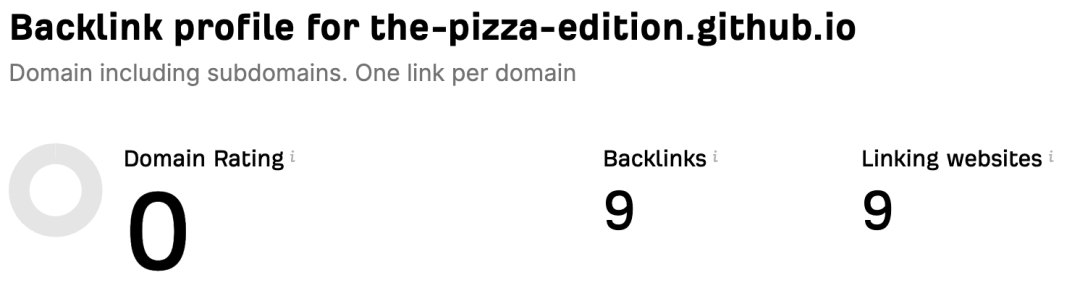 Backlink profile for the-pizza-edition.github.io
Domain including subdomains. One link per domain
Domain Rating i
0
Backlinks i
9
Linking websites i
9